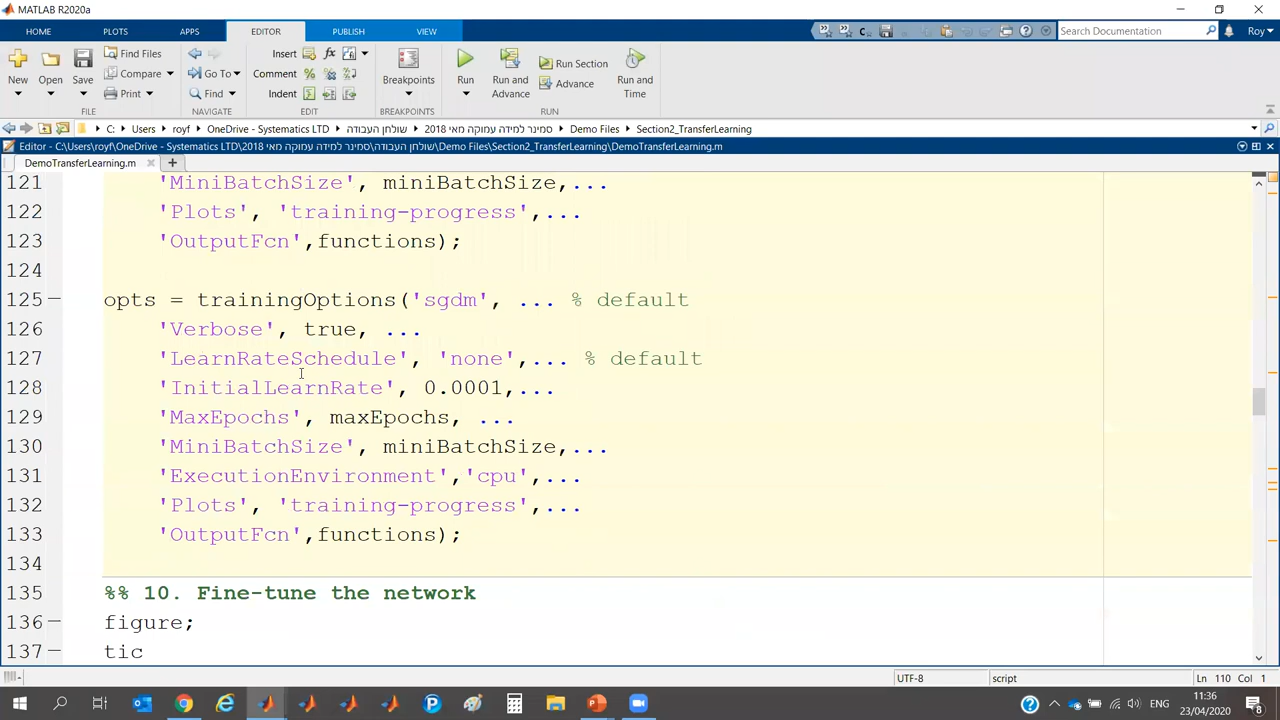 MATLAB R2020a
HOME PLOTS APPS EDITOR PUBLISH VIEW Search Documentation Roy
New Open Save Find Files Compare Print Go To Find Insert Comment Indent Breakpoints Run Run and Advance Run Section Advance Run and Time
FILE NAVIGATE EDIT BREAKPOINTS RUN
C: Users royf OneDrive - Systematics LTD שולחן העבודה סמינר למידה עמוקה מאי 2018 Demo Files Section2_TransferLearning
Editor - C:\Users\royf\OneDrive - Systematics LTD\שולחן העבודה\סמינר למידה עמוקה מאי 2018\Demo Files\Section2_TransferLearning\DemoTransferLearning.m
DemoTransferLearning.m
121 'MiniBatchSize', miniBatchSize,...
122 'Plots', 'training-progress',...
123 'OutputFcn',functions);
124
125 opts = trainingOptions('sgdm', ... % default
126 'Verbose', true, ...
127 'LearnRateSchedule', 'none',... % default
128 'InitialLearnRate', 0.0001,...
129 'MaxEpochs', maxEpochs, ...
130 'MiniBatchSize', miniBatchSize,...
131 'ExecutionEnvironment','cpu',...
132 'Plots', 'training-progress',...
133 'OutputFcn',functions);
134
135 %% 10. Fine-tune the network
136 figure;
137 tic
UTF-8 script Ln 110 Col 1
ENG 11:36
23/04/2020 8